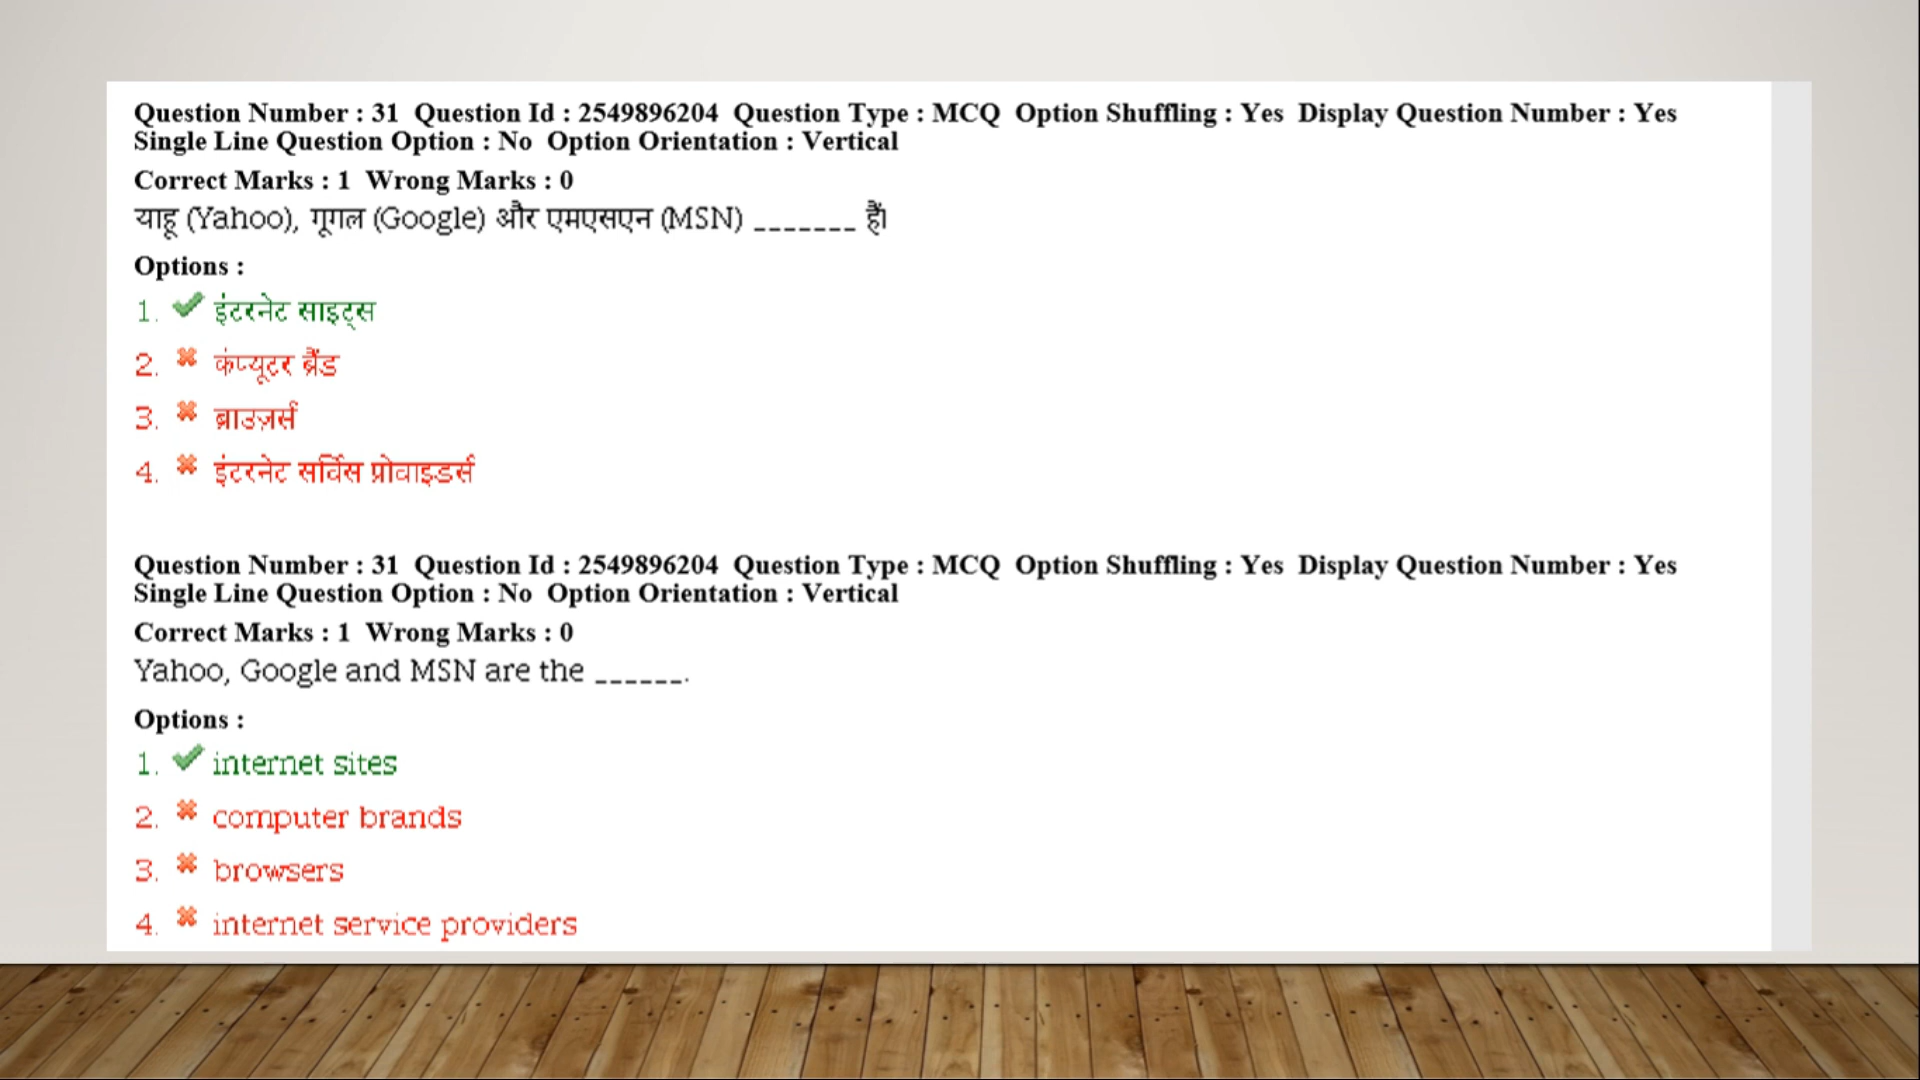 Question Number : 31 Question Id : 2549896204 Question Type : MCQ Option Shuffling : Yes Display Question Number : Yes
Single Line Question Option : No Option Orientation : Vertical
Correct Marks : 1 Wrong Marks : 0
याहू (Yahoo), गूगल (Google) और एमएसएन (MSN) _______ हैं।
Options :
1. इंटरनेट साइट्स
2. कंप्यूटर ब्रैंड
3. ब्राउज़र्स
4. इंटरनेट सर्विस प्रोवाइडर्स
Question Number : 31 Question Id : 2549896204 Question Type : MCQ Option Shuffling : Yes Display Question Number : Yes
Single Line Question Option : No Option Orientation : Vertical
Correct Marks : 1 Wrong Marks : 0
Yahoo, Google and MSN are the ______.
Options :
1. internet sites
2. computer brands
3. browsers
4. internet service providers